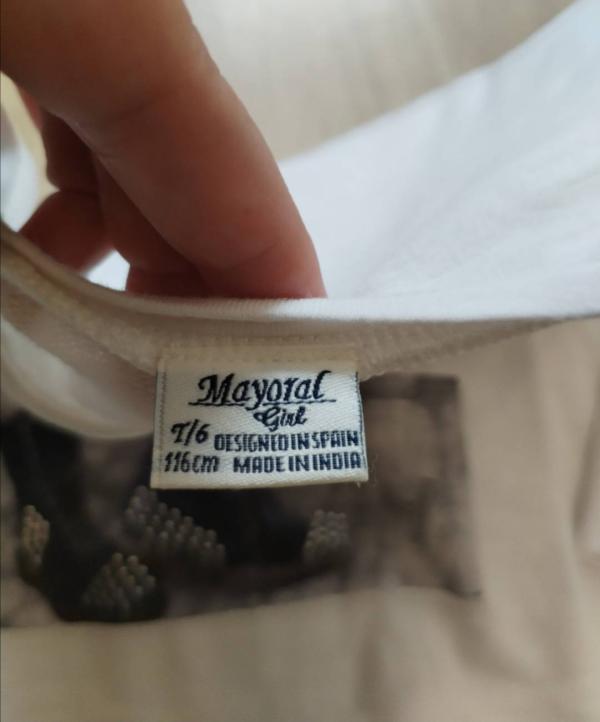 Mayoral
Girl
T/6 DESIGNED IN SPAIN
116cm MADE IN INDIA